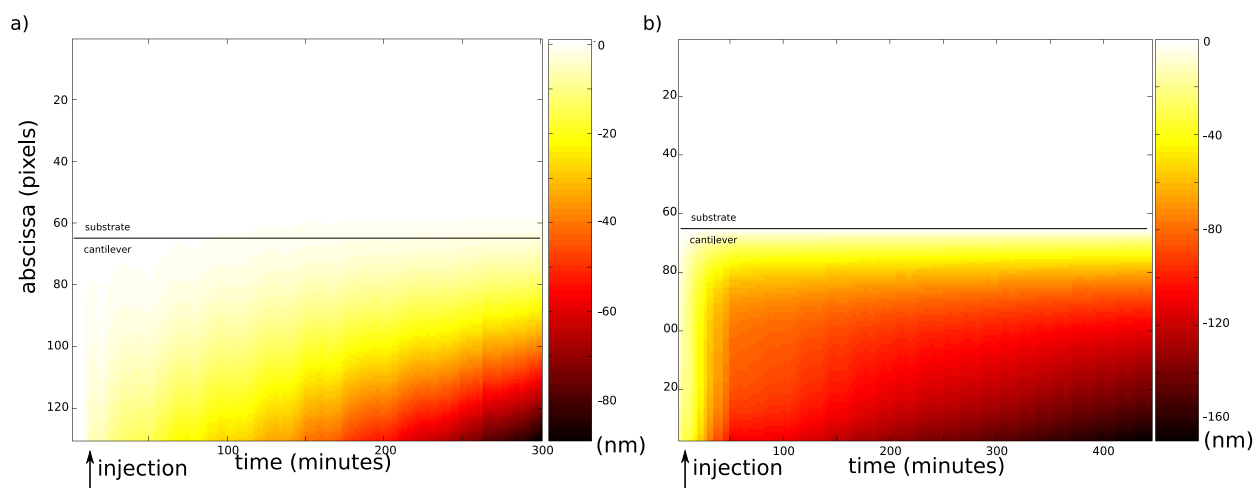 a)
abscissa (pixels)
20
40
60
80
100
120
substrate
cantilever
100
200
300
time (minutes)
injection
0
-20
-40
-60
-80
(nm)
b)
20
40
60
80
00
20
substrate
cantilever
100
200
300
400
time (minutes)
injection
0
-40
-80
-120
-160
(nm)